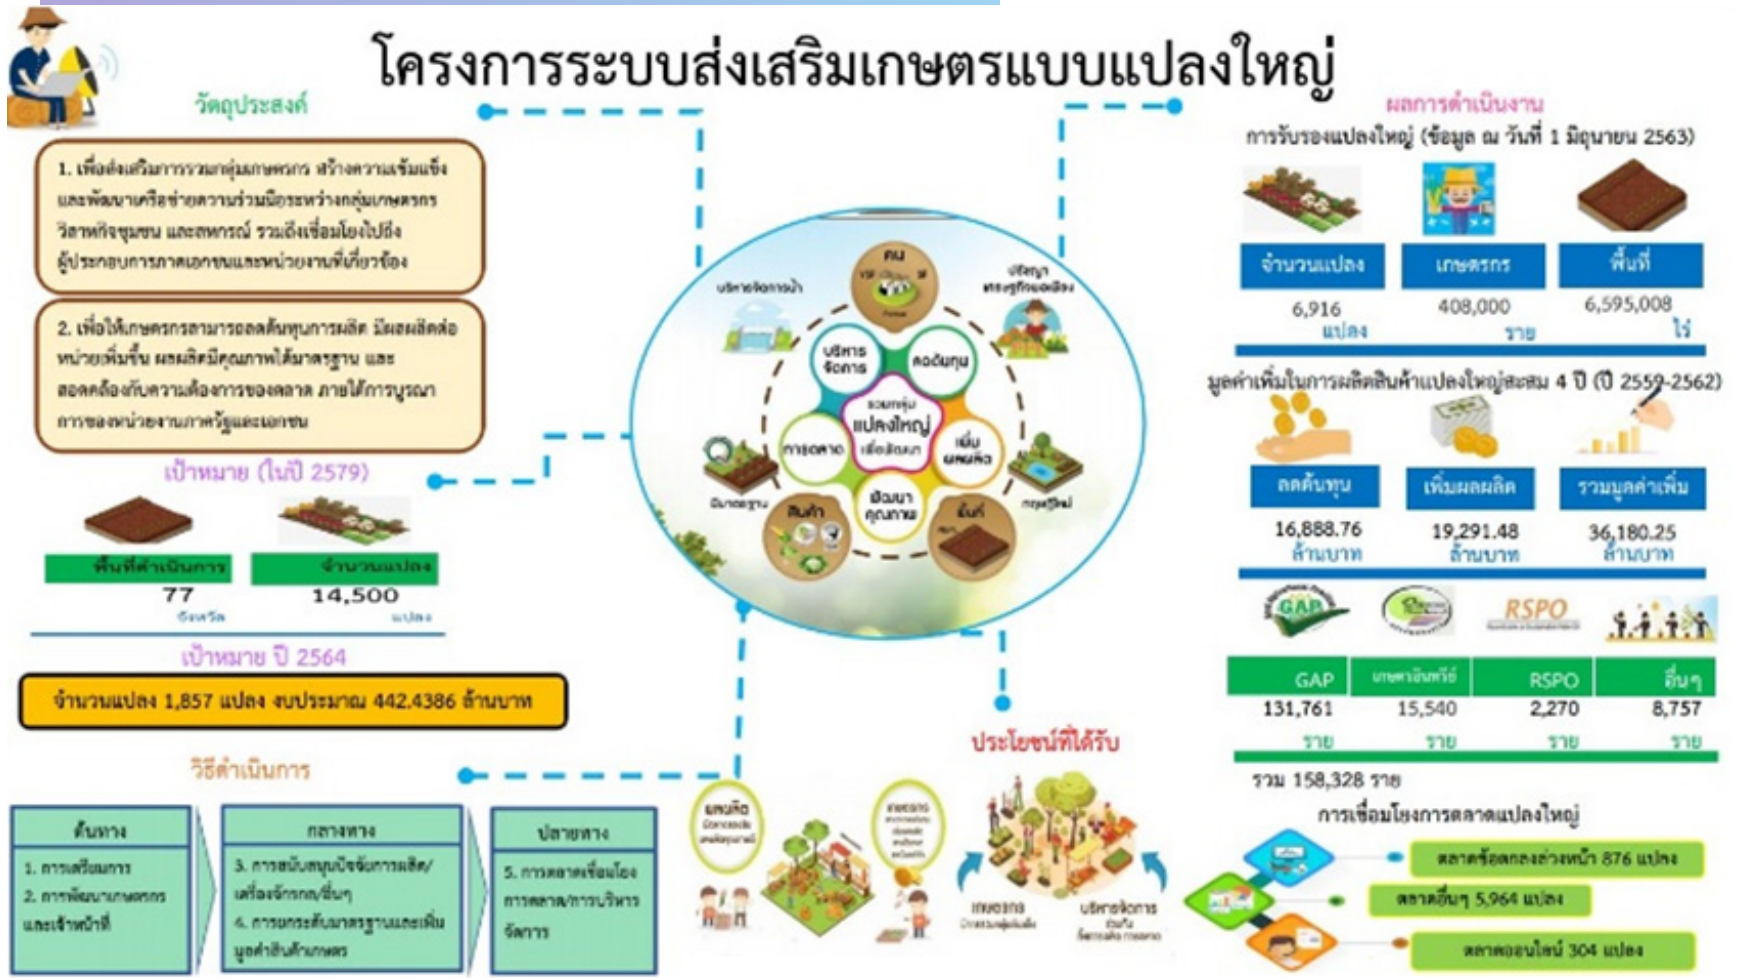 โครงการระบบส่งเสริมเกษตรแบบแปลงใหญ่
วัตถุประสงค์
1. เพื่อส่งเสริมการรวมกลุ่มเกษตรกร สร้างความเข้มแข็ง
และพัฒนาเครือข่ายความร่วมมือระหว่างกลุ่มเกษตรกร
วิสาหกิจชุมชน และสหกรณ์ รวมถึงเชื่อมโยงไปถึง
ผู้ประกอบการภาคเอกชนและหน่วยงานที่เกี่ยวข้อง
2. เพื่อให้เกษตรกรสามารถลดต้นทุนการผลิต มีผลผลิตต่อ
หน่วยเพิ่มขึ้น ผลผลิตมีคุณภาพได้มาตรฐาน และ
สอดคล้องกับความต้องการของตลาด ภายใต้การบูรณา
การของหน่วยงานภาครัฐและเอกชน
เป้าหมาย (ในปี 2579)
พื้นที่ดำเนินการ
จำนวนแปลง
77
14,500
จังหวัด
แปลง
เป้าหมาย ปี 2564
จำนวนแปลง 1,857 แปลง งบประมาณ 442.4386 ล้านบาท
วิธีดำเนินการ
ต้นทาง
1. การเตรียมการ
2. การพัฒนาเกษตรกร
และเจ้าหน้าที่
กลางทาง
3. การสนับสนุนปัจจัยการผลิต/
เครื่องจักรกล/อื่นๆ
4. การยกระดับมาตรฐานและเพิ่ม
มูลค่าสินค้าเกษตร
ปลายทาง
5. การตลาดเชื่อมโยง
การตลาด/การบริหาร
จัดการ
คน
บริหารจัดการน้ำ
ปรัชญา
เศรษฐกิจพอเพียง
บริหาร
จัดการ
ลดต้นทุน
รวมกลุ่ม
แปลงใหญ่
เพื่อพัฒนา
การตลาด
เพิ่ม
ผลผลิต
พัฒนา
คุณภาพ
มีมาตรฐาน
ทฤษฎีใหม่
สินค้า
พื้นที่
ประโยชน์ที่ได้รับ
ผลผลิต
เกษตรกร
เกษตรกร
บริหารจัดการ
ร่วมกัน
ผลการดำเนินงาน
การรับรองแปลงใหญ่ (ข้อมูล ณ วันที่ 1 มิถุนายน 2563)
จำนวนแปลง
เกษตรกร
พื้นที่
6,916
408,000
6,595,008
แปลง
ราย
ไร่
มูลค่าเพิ่มในการผลิตสินค้าแปลงใหญ่สะสม 4 ปี (ปี 2559-2562)
ลดต้นทุน
เพิ่มผลผลิต
รวมมูลค่าเพิ่ม
16,888.76
19,291.48
36,180.25
ล้านบาท
ล้านบาท
ล้านบาท
GAP
RSPO
GAP
เกษตรอินทรีย์
RSPO
อื่นๆ
131,761
15,540
2,270
8,757
ราย
ราย
ราย
ราย
รวม 158,328 ราย
การเชื่อมโยงการตลาดแปลงใหญ่
ตลาดข้อตกลงล่วงหน้า 876 แปลง
ตลาดอื่นๆ 5,964 แปลง
ตลาดออนไลน์ 304 แปลง